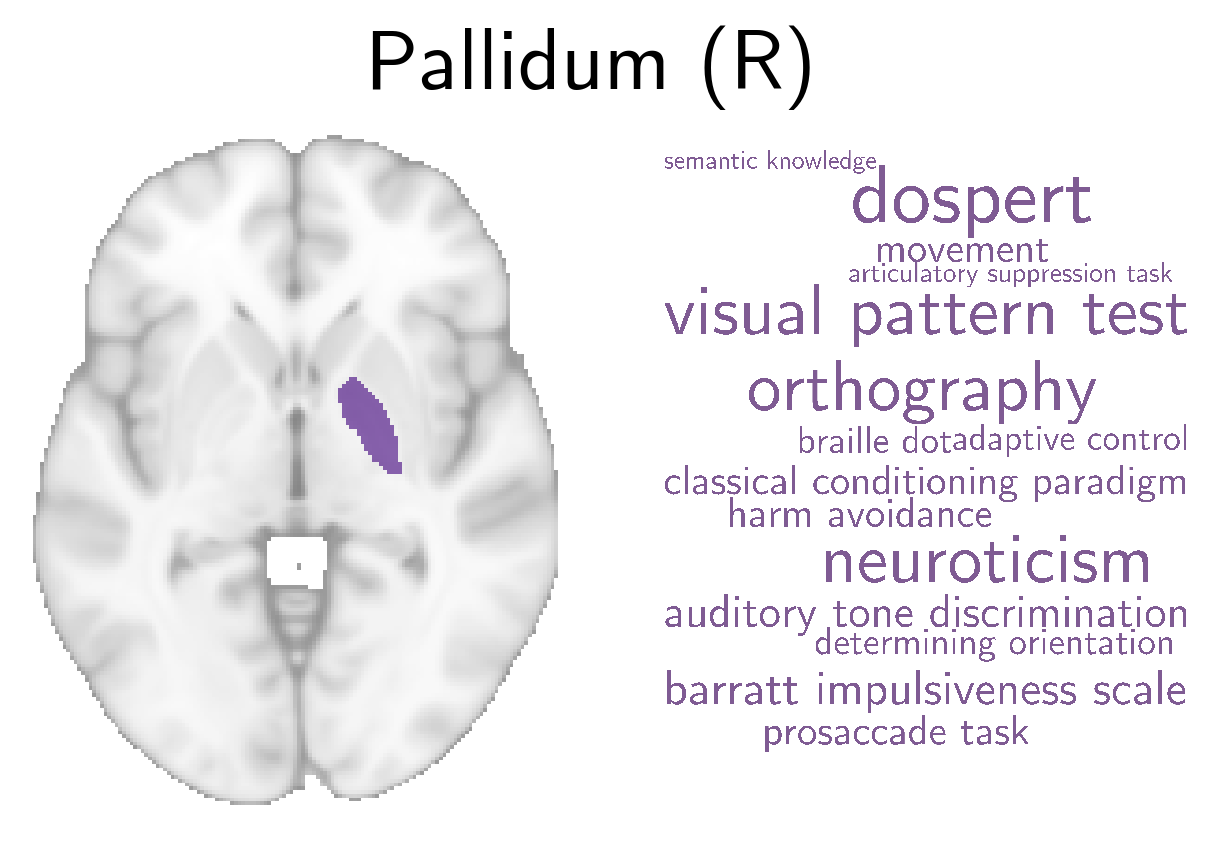 Pallidum (R)
semantic knowledge
dospert
movement
articulatory suppression task
visual pattern test
orthography
braille dot
adaptive control
classical conditioning paradigm
harm avoidance
neuroticism
auditory tone discrimination
determining orientation
barratt impulsiveness scale
prosaccade task